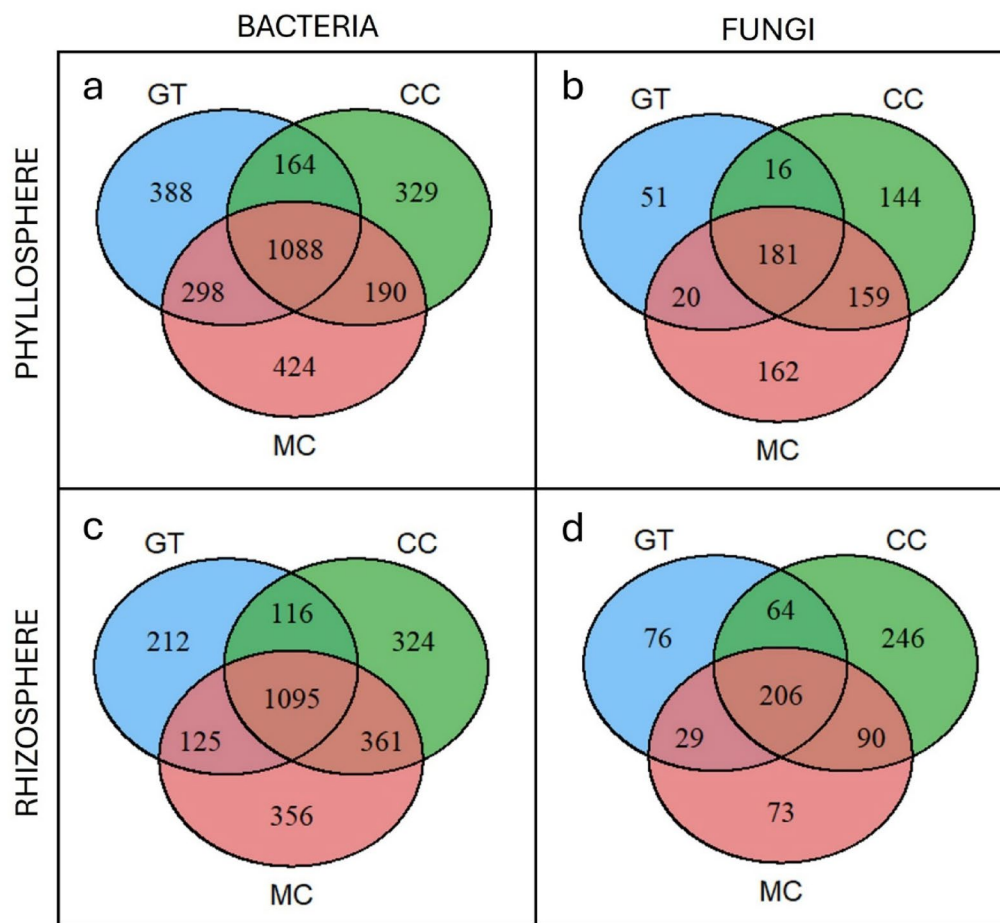 BACTERIA FUNGI
PHYLLOSPHERE
a
GT CC
388 164 329
1088
298 190
424
MC
b
GT CC
51 16 144
181
20 159
162
MC
RHIZOSPHERE
c
GT CC
212 116 324
1095
125 361
356
MC
d
GT CC
76 64 246
206
29 90
73
MC